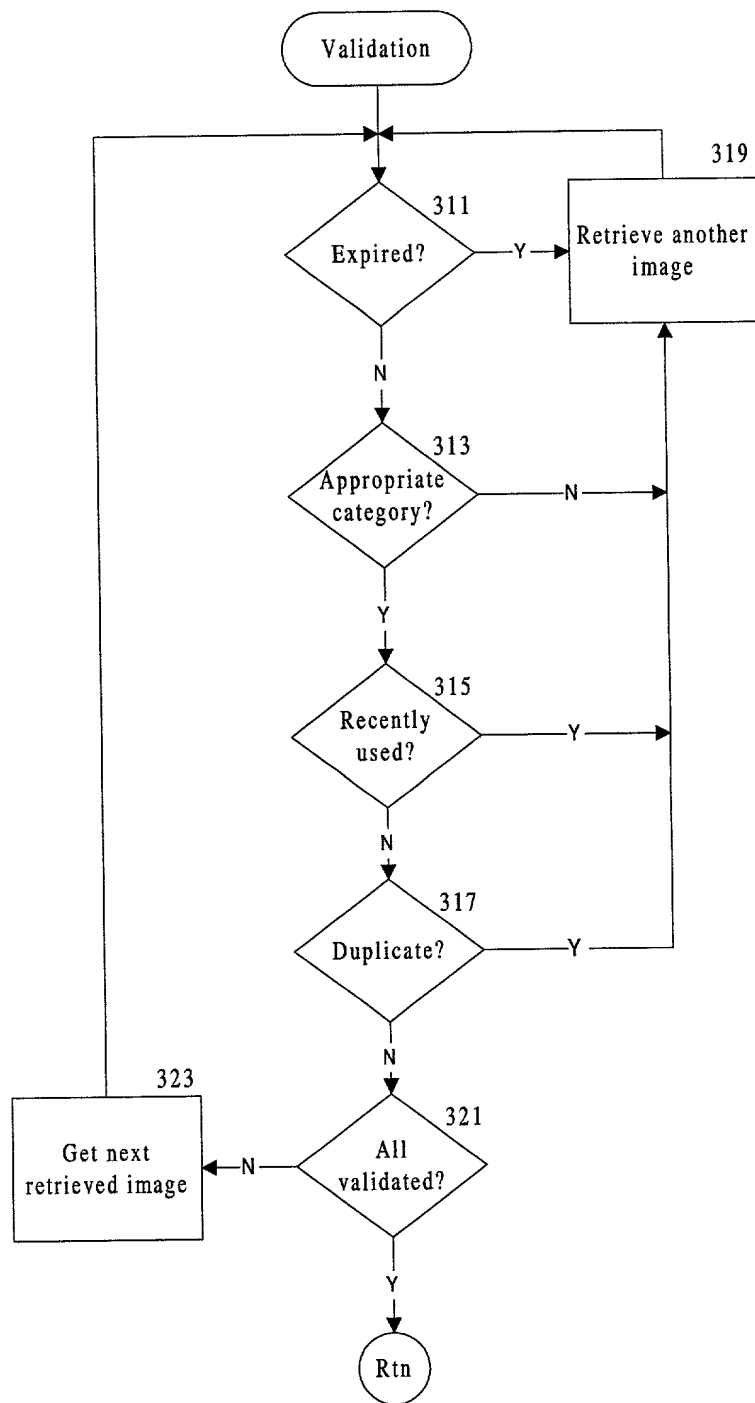 Validation
319
311
Retrieve another
image
Expired?
Y
N
313
Appropriate
category?
N
Y
315
Recently
used?
Y
N
317
Duplicate?
Y
N
323
321
Get next
retrieved image
N
All
validated?
Y
Rtn